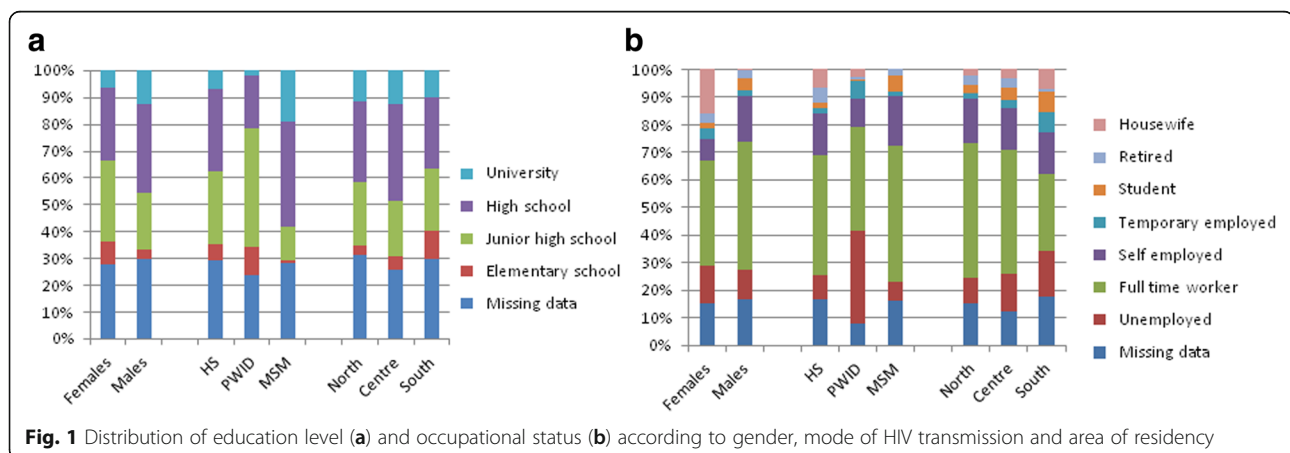 a
100%
90%
80%
70%
60%
50%
40%
30%
20%
10%
0%
Females
Males
HS
PWID
MSM
North
Centre
South
University
High school
Junior high school
Elementary school
Missing data
b
100%
90%
80%
70%
60%
50%
40%
30%
20%
10%
0%
Females
Males
HS
PWID
MSM
North
Centre
South
Housewife
Retired
Student
Temporary employed
Self employed
Full time worker
Unemployed
Missing data
Fig. 1 Distribution of education level (a) and occupational status (b) according to gender, mode of HIV transmission and area of residency